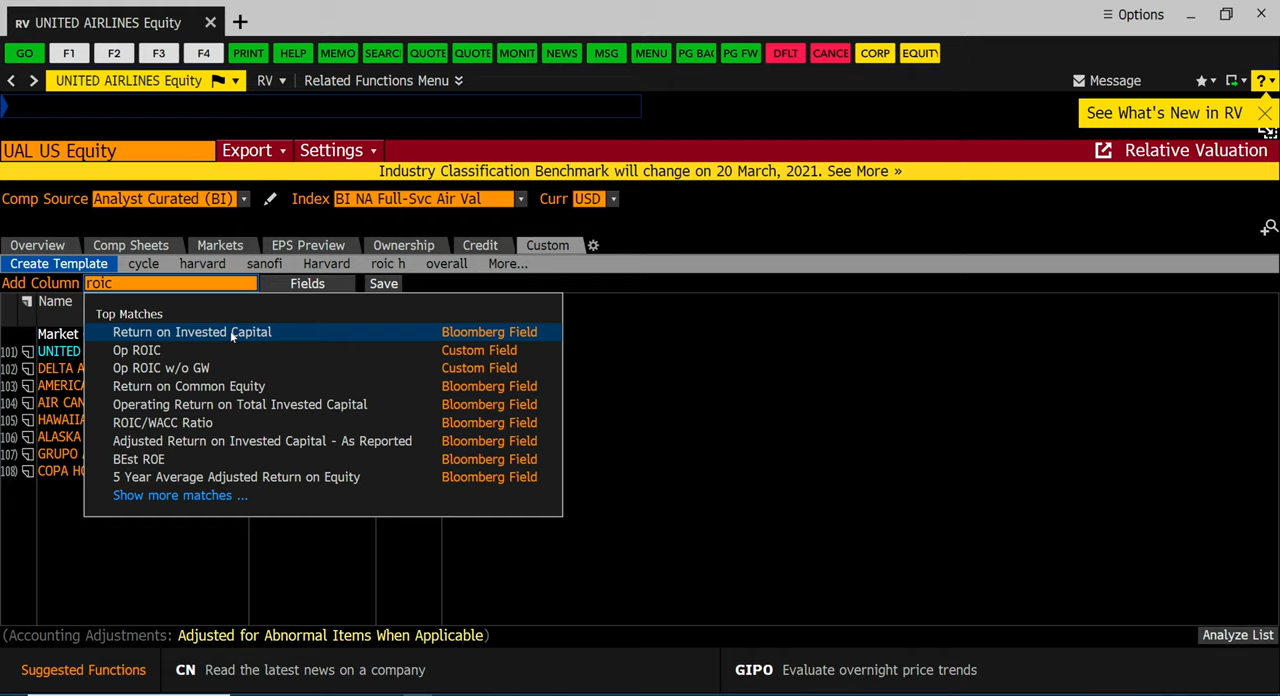 RV UNITED AIRLINES Equity
Options
GO F1 F2 F3 F4 PRINT HELP MEMO SEARC QUOTE QUOTE MONIT NEWS MSG MENU PG BAC PG FW DFLT CANCE CORP EQUIT
UNITED AIRLINES Equity RV Related Functions Menu Message ?
See What's New in RV
UAL US Equity Export Settings Relative Valuation
Industry Classification Benchmark will change on 20 March, 2021. See More »
Comp Source Analyst Curated (BI) Index BI NA Full-Svc Air Val Curr USD
Overview Comp Sheets Markets EPS Preview Ownership Credit Custom
Create Template cycle harvard sanofi Harvard roic h overall More...
Add Column roic Fields Save
Name
Top Matches
Market Return on Invested Capital Bloomberg Field
101) UNITED Op ROIC Custom Field
102) DELTA A Op ROIC w/o GW Custom Field
103) AMERICA Return on Common Equity Bloomberg Field
104) AIR CAN Operating Return on Total Invested Capital Bloomberg Field
105) HAWAIIA ROIC/WACC Ratio Bloomberg Field
106) ALASKA Adjusted Return on Invested Capital - As Reported Bloomberg Field
107) GRUPO BEst ROE Bloomberg Field
108) COPA HO 5 Year Average Adjusted Return on Equity Bloomberg Field
Show more matches ...
(Accounting Adjustments: Adjusted for Abnormal Items When Applicable) Analyze List
Suggested Functions CN Read the latest news on a company GIPO Evaluate overnight price trends